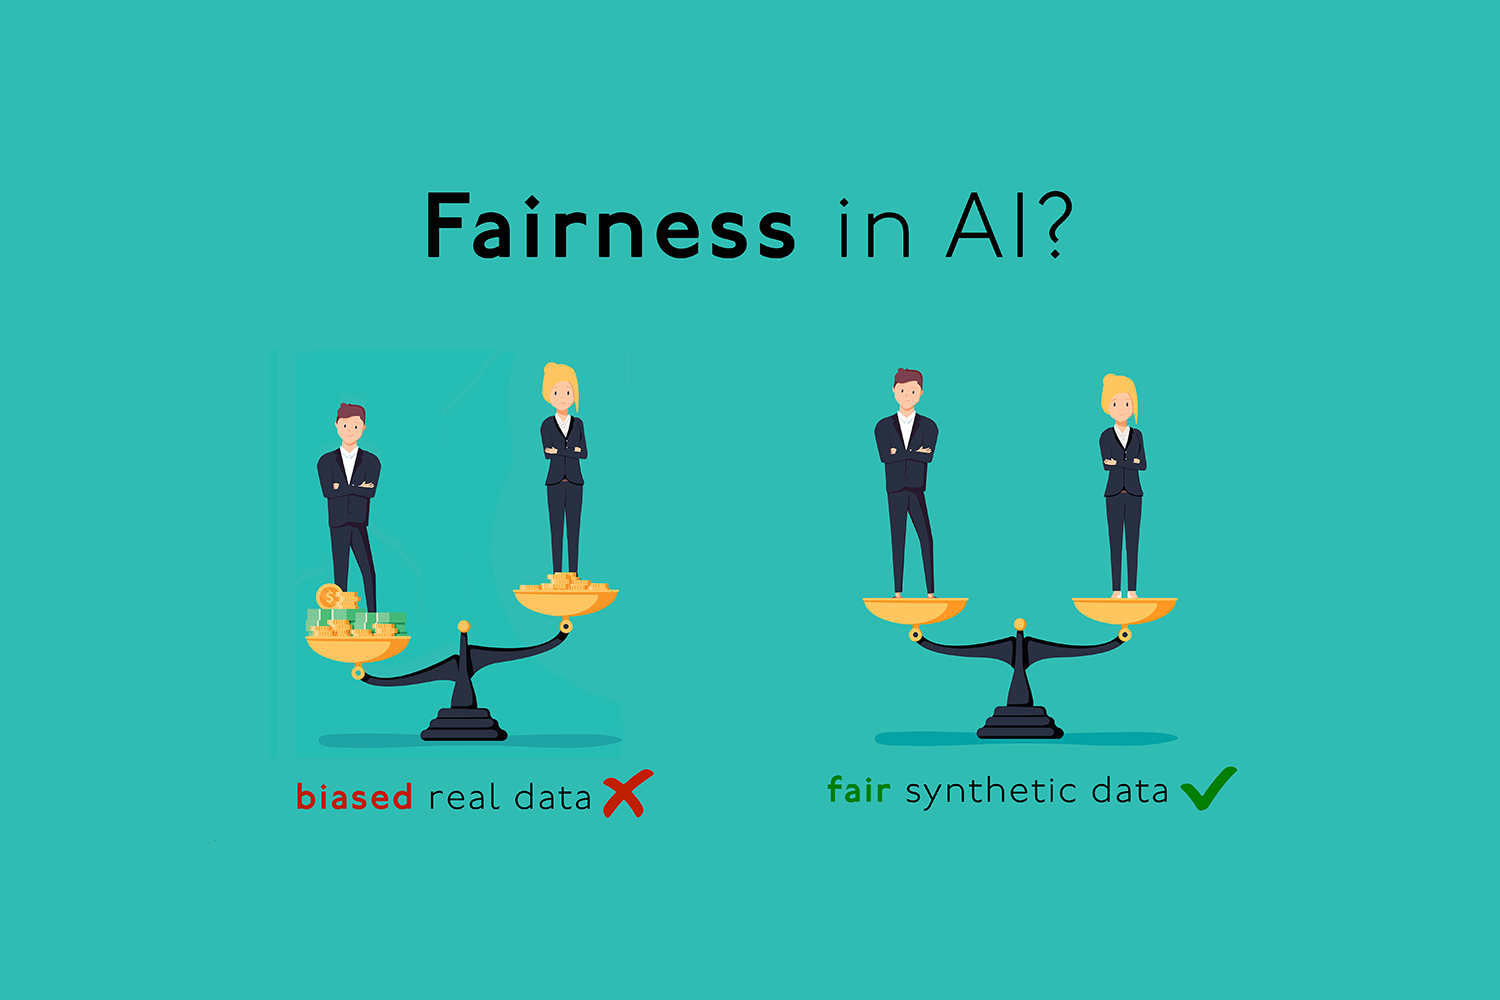 Fairness in AI?
$
biased real data
fair synthetic data